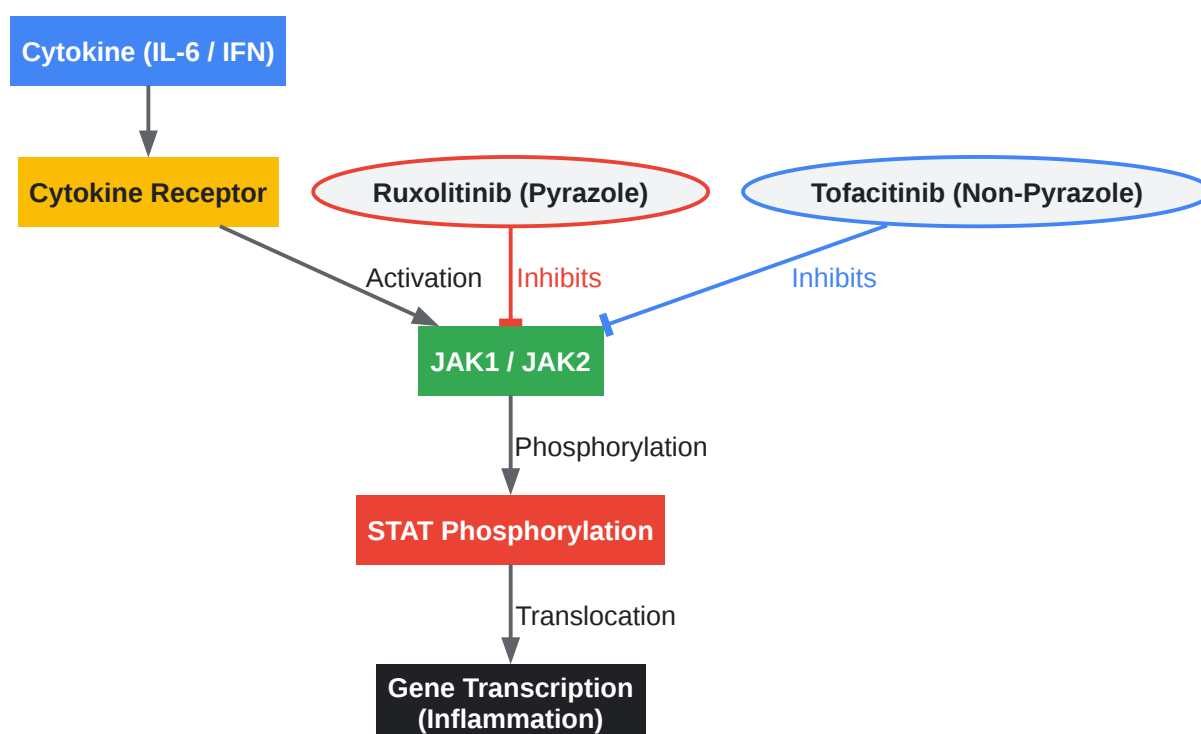 Cytokine (IL-6 / IFN)
Cytokine Receptor
Ruxolitinib (Pyrazole)
Tofacitinib (Non-Pyrazole)
Activation
Inhibits
Inhibits
JAK1 / JAK2
Phosphorylation
STAT Phosphorylation
Translocation
Gene Transcription
(Inflammation)